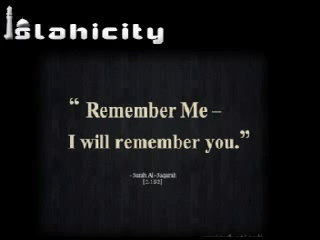 Islamicity
“ Remember Me –
I will remember you.”
-Surah Al-Baqarah
[2:152]